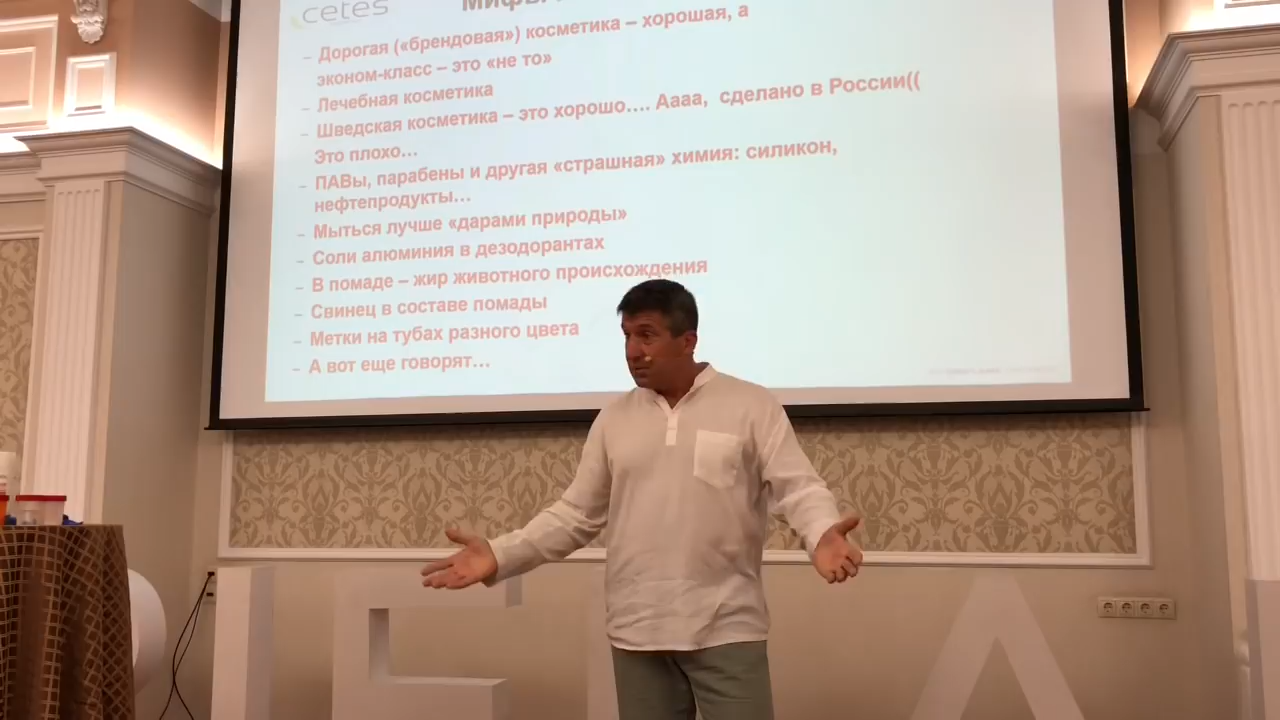 cetes
Мифы
– Дорогая («брендовая») косметика – хорошая, а
эконом-класс – это «не то»
– Лечебная косметика
– Шведская косметика – это хорошо…. Аааа, сделано в России((
Это плохо…
– ПАВы, парабены и другая «страшная» химия: силикон,
нефтепродукты…
– Мыться лучше «дарами природы»
– Соли алюминия в дезодорантах
– В помаде – жир животного происхождения
– Свинец в составе помады
– Метки на тубах разного цвета
– А вот еще говорят…